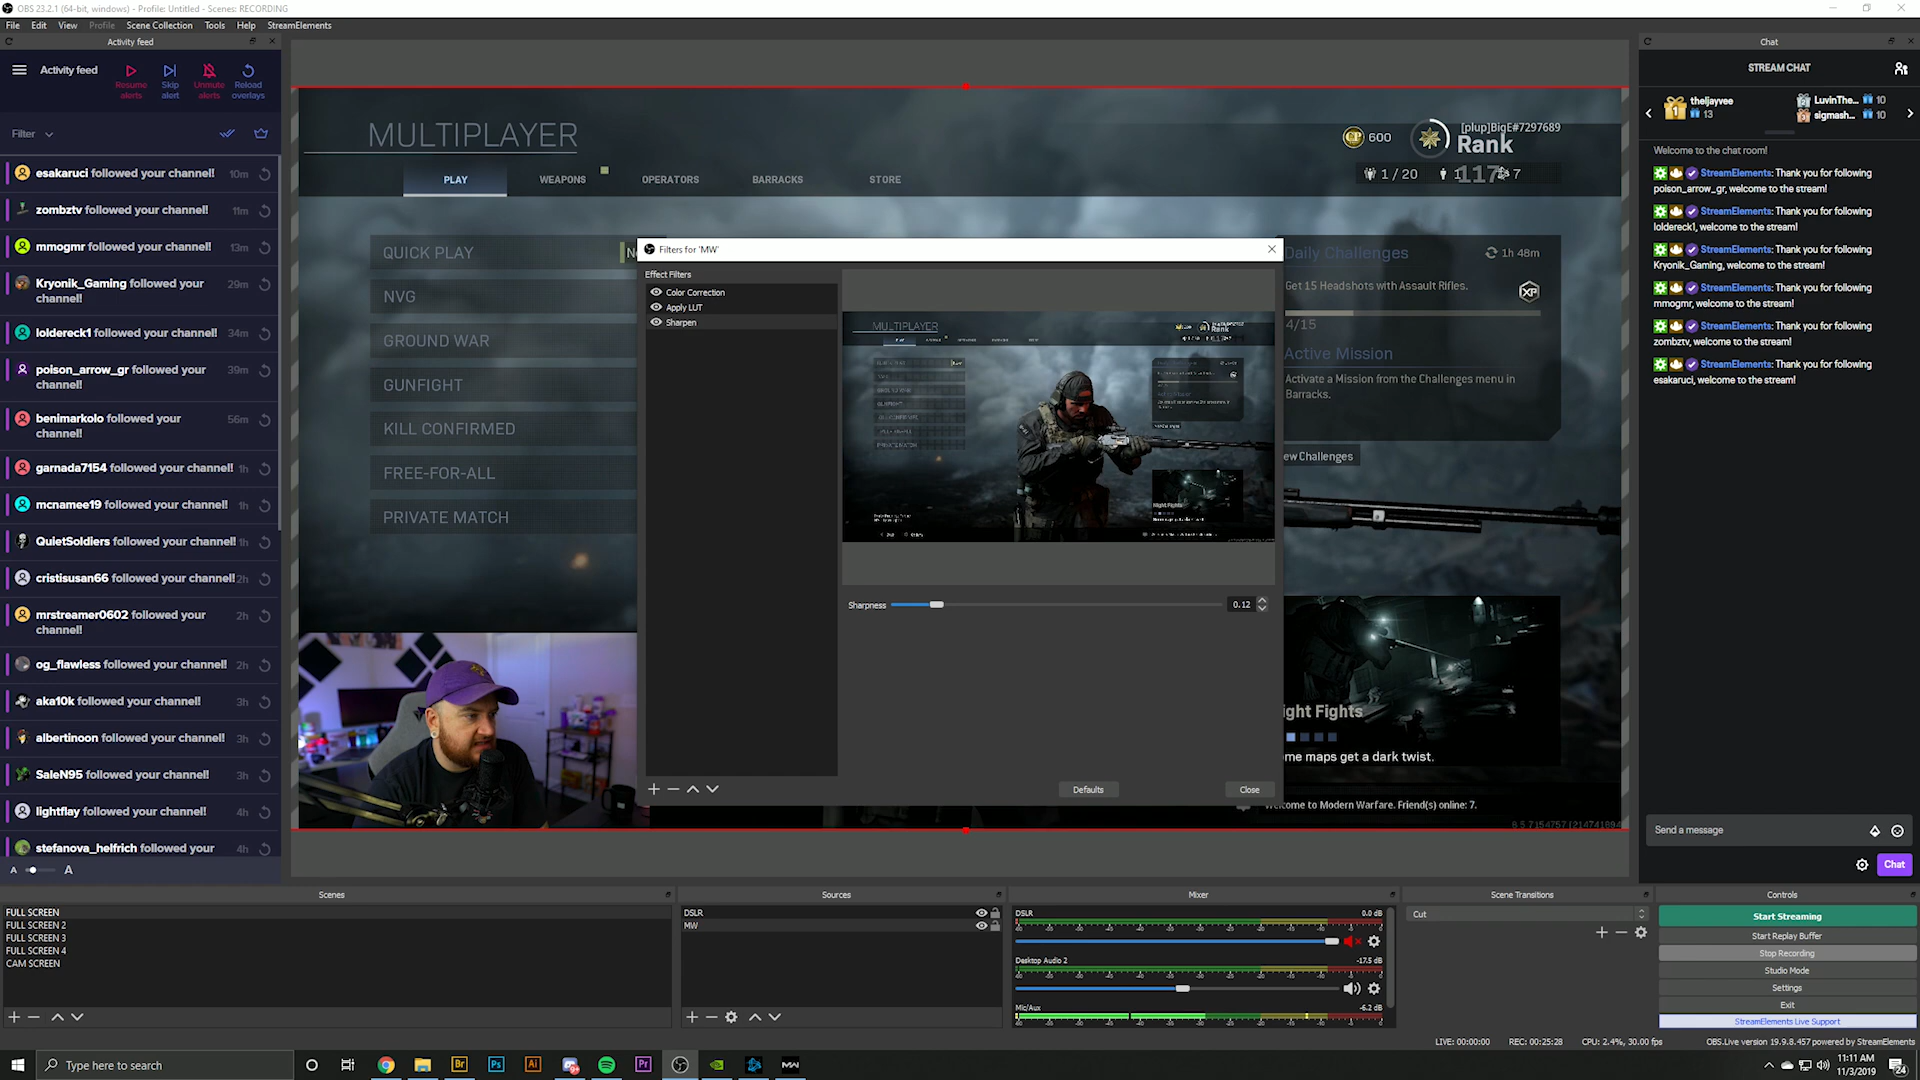 OBS 23.2.1 (64-bit, windows) - Profile: Untitled - Scenes: RECORDING
File Edit View Profile Scene Collection Tools Help StreamElements
Activity feed
Activity feed
Resume alerts
Skip alert
Unmute alerts
Reload overlays
Filter
esakaruci followed your channel! 10m
zombztv followed your channel! 11m
mmogmr followed your channel! 13m
Kryonik_Gaming followed your channel! 29m
loldereck1 followed your channel! 34m
poison_arrow_gr followed your channel! 39m
benimarkolo followed your channel! 56m
garnada7154 followed your channel! 1h
mcnamee19 followed your channel! 1h
QuietSoldiers followed your channel! 1h
cristisusan66 followed your channel! 2h
mrstreamer0602 followed your channel! 2h
og_flawless followed your channel! 2h
aka10k followed your channel! 3h
albertinoon followed your channel! 3h
SaleN95 followed your channel! 3h
lightflay followed your channel! 4h
stefanova_helfrich followed your 4h
A A
MULTIPLAYER
600
[plup]BigE#7297689
Rank
1 / 20
117
7
PLAY WEAPONS OPERATORS BARRACKS STORE
QUICK PLAY
NVG
GROUND WAR
GUNFIGHT
KILL CONFIRMED
FREE-FOR-ALL
PRIVATE MATCH
Daily Challenges 1h 48m
Get 15 Headshots with Assault Rifles.
XP
4/15
Active Mission
Activate a Mission from the Challenges menu in
Barracks.
ew Challenges
ight Fights
me maps get a dark twist.
elcome to Modern Warfare. Friend(s) online: 7.
Filters for 'MW'
Effect Filters
Color Correction
Apply LUT
Sharpen
MULTIPLAYER
Rank
Night Fights
Sharpness 0.12
Defaults
Close
Chat
STREAM CHAT
1 theljayvee 13
LuvinThe... 10
sigmash... 10
Welcome to the chat room!
StreamElements: Thank you for following
poison_arrow_gr, welcome to the stream!
StreamElements: Thank you for following
loldereck1, welcome to the stream!
StreamElements: Thank you for following
Kryonik_Gaming, welcome to the stream!
StreamElements: Thank you for following
mmogmr, welcome to the stream!
StreamElements: Thank you for following
zombztv, welcome to the stream!
StreamElements: Thank you for following
esakaruci, welcome to the stream!
Send a message
Chat
Scenes
FULL SCREEN
FULL SCREEN 2
FULL SCREEN 3
FULL SCREEN 4
CAM SCREEN
Sources
DSLR
MW
Mixer
DSLR 0.0 dB
Desktop Audio 2 -17.5 dB
Mic/Aux -6.2 dB
Scene Transitions
Cut
Controls
Start Streaming
Start Replay Buffer
Stop Recording
Studio Mode
Settings
Exit
StreamElements Live Support
LIVE: 00:00:00 REC: 00:25:28 CPU: 2.4%, 30.00 fps OBS.Live version 19.9.8.457 powered by StreamElements
Type here to search
Br Ps Ai Pr MW
11:11 AM
11/3/2019
24